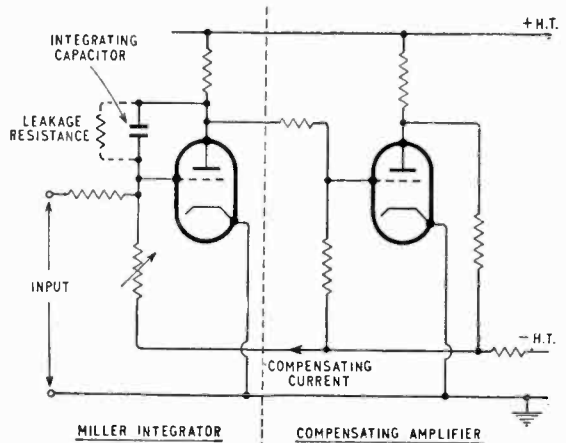 + H.T.
INTEGRATING
CAPACITOR
LEAKAGE
RESISTANCE
INPUT
- H.T.
COMPENSATING
CURRENT
MILLER INTEGRATOR
COMPENSATING AMPLIFIER